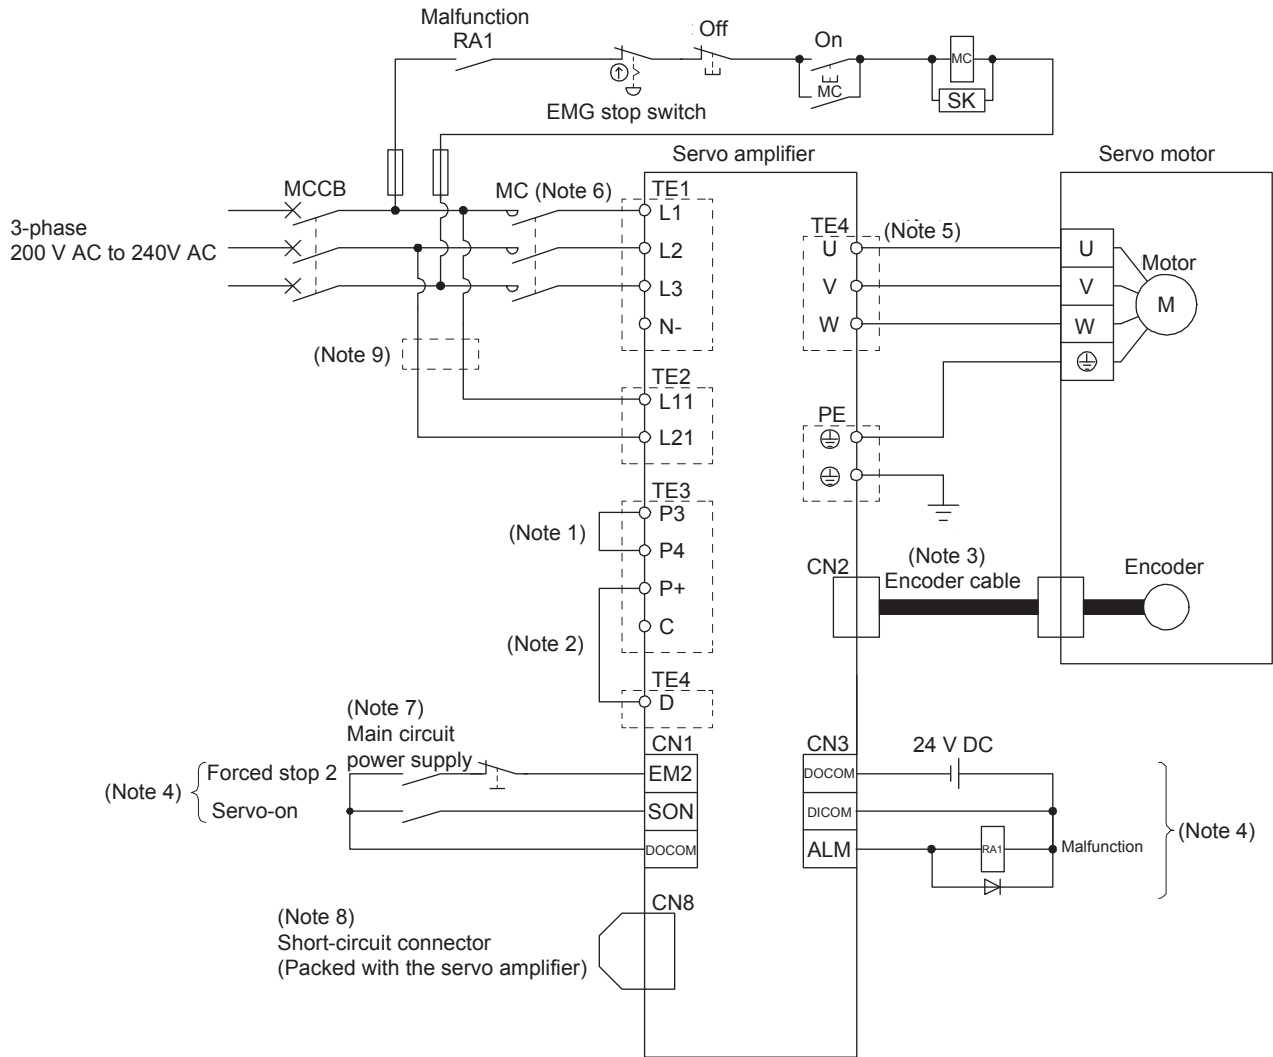 Malfunction
RA1
Off
On
MC
MC
SK
EMG stop switch
Servo amplifier
Servo motor
MCCB
MC (Note 6)
3-phase
200 V AC to 240V AC
TE1
L1
L2
L3
N-
TE4
(Note 5)
U
V
W
U
V
W
Motor
M
(Note 9)
TE2
L11
L21
PE
TE3
(Note 1)
P3
P4
P+
C
(Note 2)
CN2
(Note 3)
Encoder cable
Encoder
TE4
D
(Note 7)
Main circuit
power supply
(Note 4)
Forced stop 2
Servo-on
CN1
EM2
SON
DOCOM
CN3
DOCOM
DICOM
ALM
24 V DC
RA1
Malfunction
(Note 4)
CN8
(Note 8)
Short-circuit connector
(Packed with the servo amplifier)